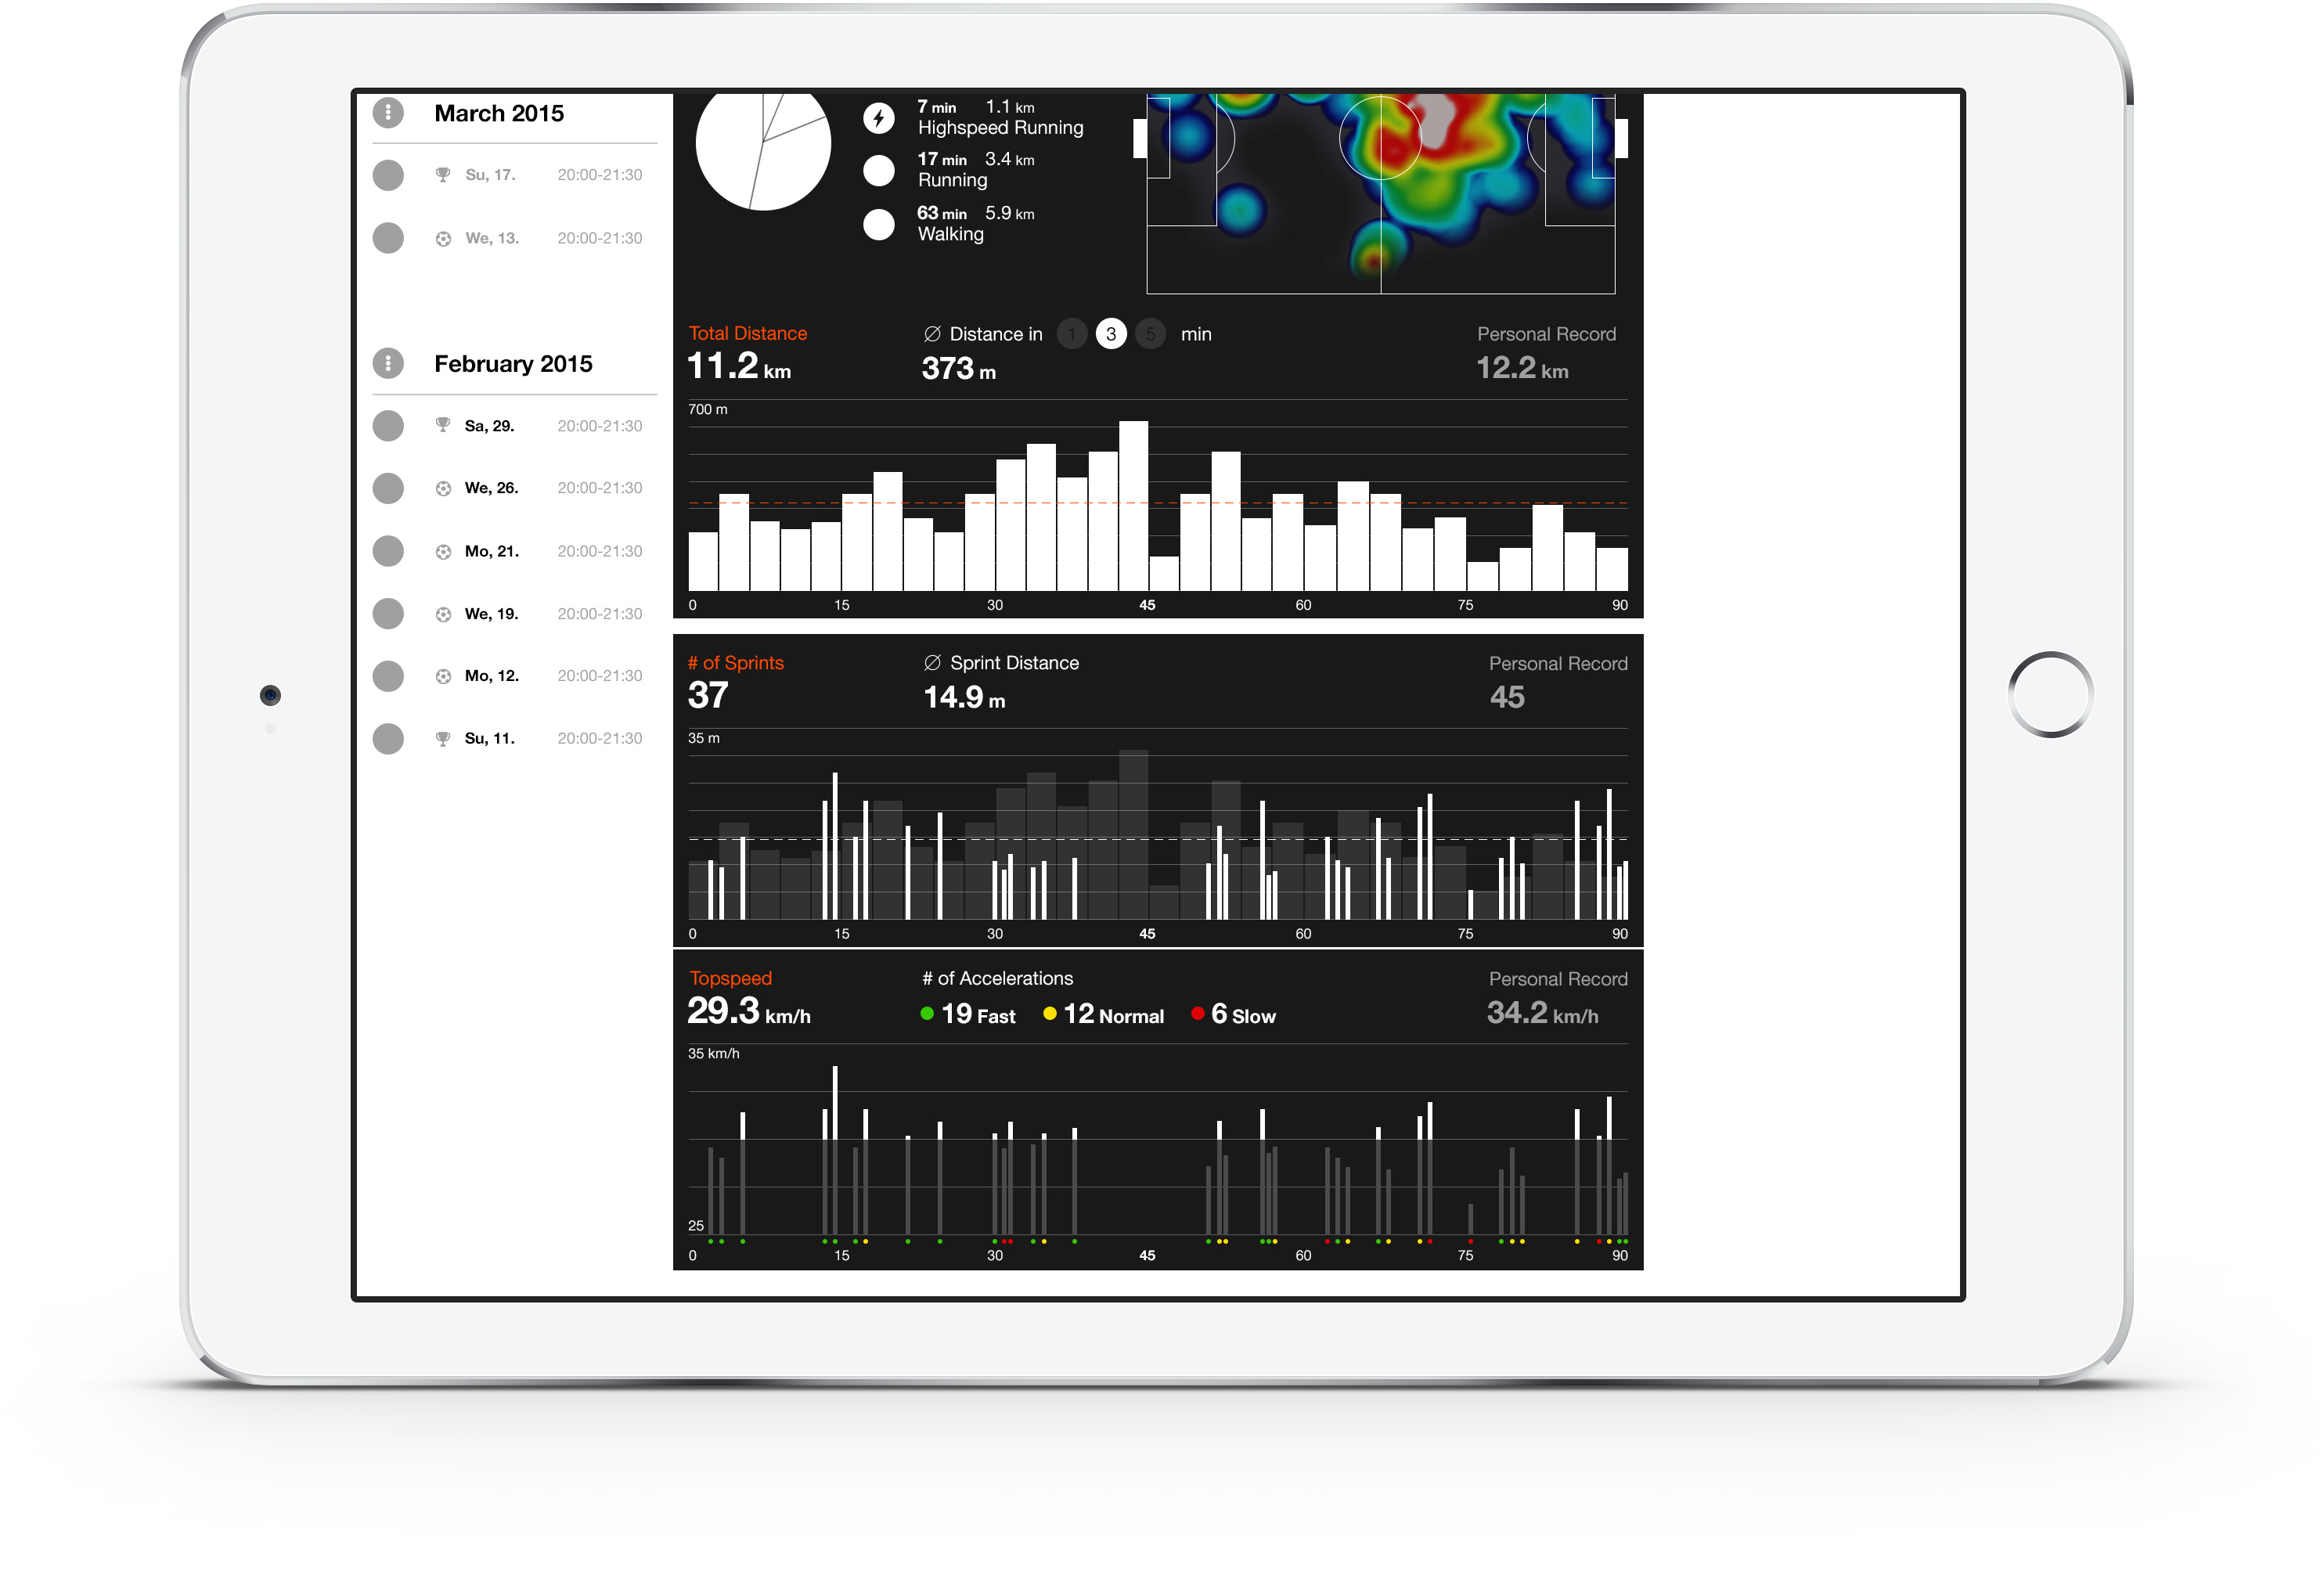 March 2015
Su, 17. 20:00-21:30
We, 13. 20:00-21:30
February 2015
Sa, 29. 20:00-21:30
We, 26. 20:00-21:30
Mo, 21. 20:00-21:30
We, 19. 20:00-21:30
Mo, 12. 20:00-21:30
Su, 11. 20:00-21:30
7 min 1.1 km
Highspeed Running
17 min 3.4 km
Running
63 min 5.9 km
Walking
Total Distance ∅ Distance in 1 3 5 min Personal Record
11.2 km 373 m 12.2 km
700 m
0 15 30 45 60 75 90
# of Sprints ∅ Sprint Distance Personal Record
37 14.9 m 45
35 m
0 15 30 45 60 75 90
Topspeed # of Accelerations Personal Record
29.3 km/h 19 Fast 12 Normal 6 Slow 34.2 km/h
35 km/h
25
0 15 30 45 60 75 90